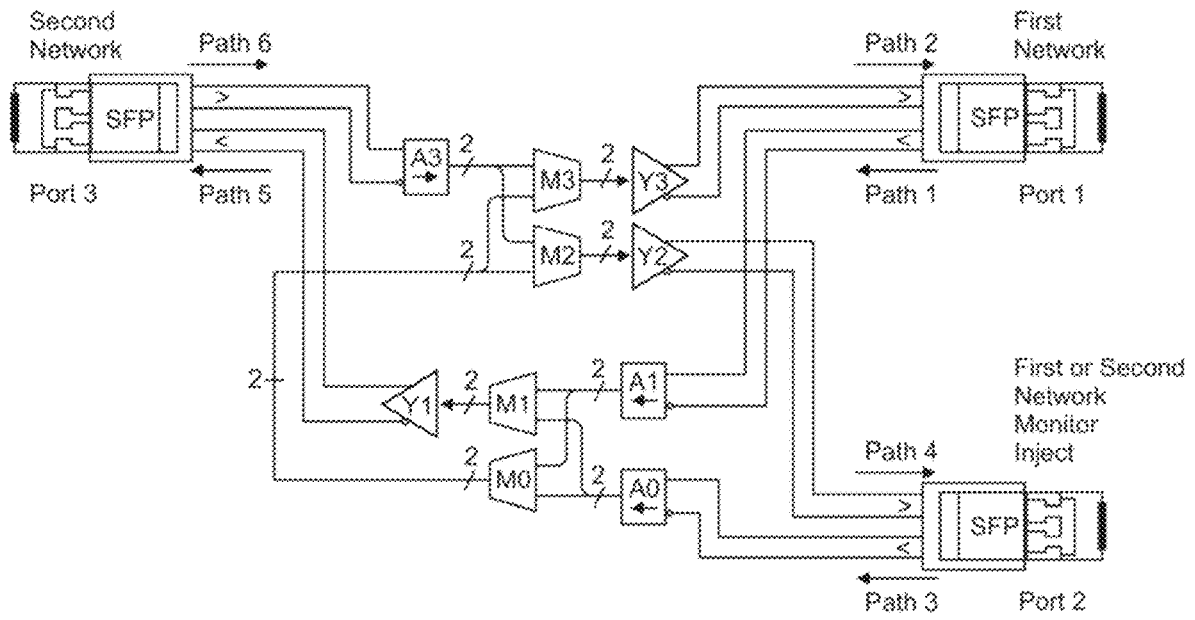 Second
Network
Path 6
Path 2
First
Network
>
SFP
<
A3
2
M3
2
Y3
>
SFP
<
Port 3
Path 5
Path 1
Port 1
2
M2
2
Y2
2
Y1
2
M1
2
A1
First or Second
Network
Monitor
Inject
2
M0
2
A0
Path 4
>
SFP
<
Path 3
Port 2